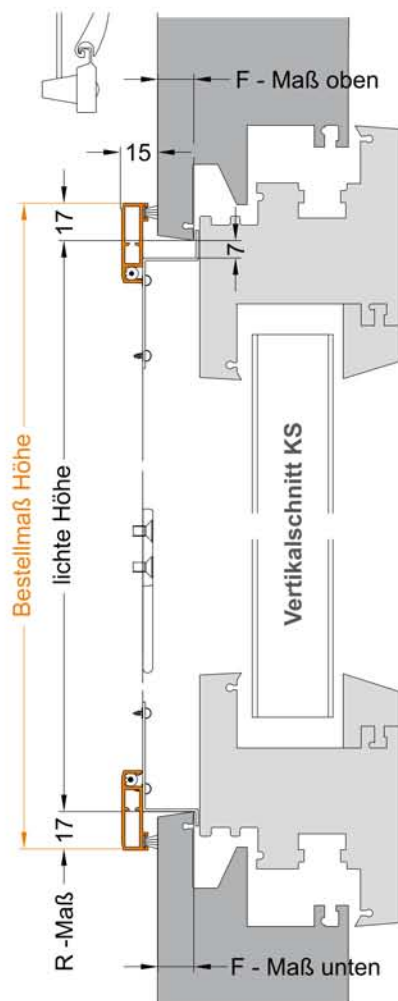 F - Maß oben
15
17
7
Bestellmaß Höhe
lichte Höhe
Vertikalschnitt KS
17
R -Maß
F - Maß unten